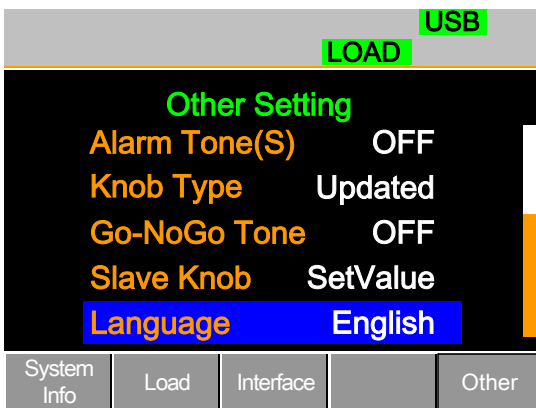 USB
LOAD
Other Setting
Alarm Tone(S) OFF
Knob Type Updated
Go-NoGo Tone OFF
Slave Knob SetValue
Language English
System Info Load Interface Other